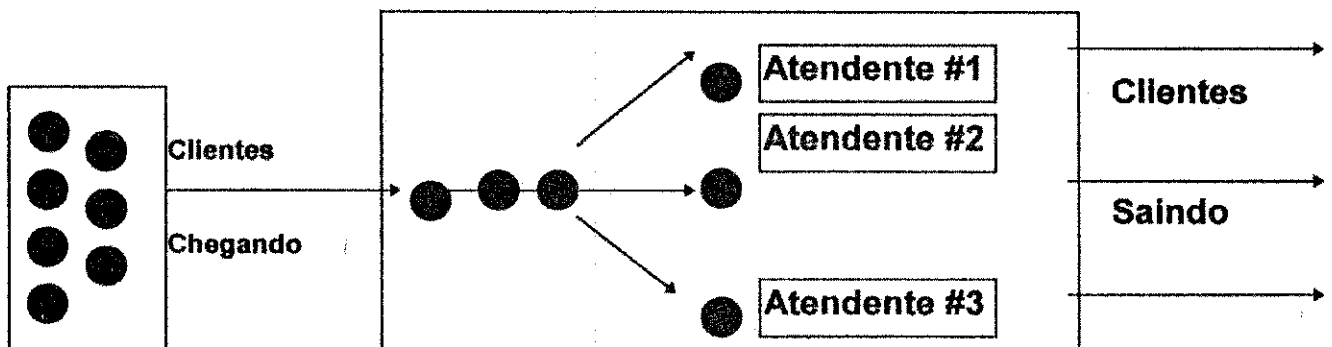 Clientes
Chegando
Atendente #1
Atendente #2
Atendente #3
Clientes
Saindo